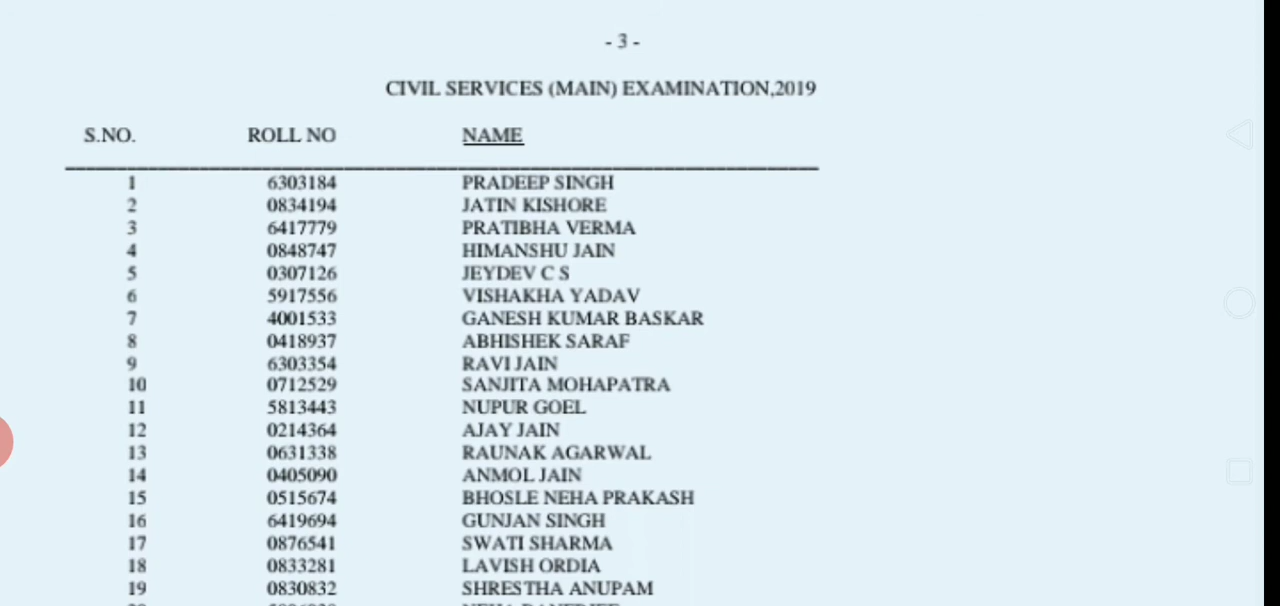 - 3 -
CIVIL SERVICES (MAIN) EXAMINATION,2019
S.NO. ROLL NO NAME
1 6303184 PRADEEP SINGH
2 0834194 JATIN KISHORE
3 6417779 PRATIBHA VERMA
4 0848747 HIMANSHU JAIN
5 0307126 JEYDEV C S
6 5917556 VISHAKHA YADAV
7 4001533 GANESH KUMAR BASKAR
8 0418937 ABHISHEK SARAF
9 6303354 RAVI JAIN
10 0712529 SANJITA MOHAPATRA
11 5813443 NUPUR GOEL
12 0214364 AJAY JAIN
13 0631338 RAUNAK AGARWAL
14 0405090 ANMOL JAIN
15 0515674 BHOSLE NEHA PRAKASH
16 6419694 GUNJAN SINGH
17 0876541 SWATI SHARMA
18 0833281 LAVISH ORDIA
19 0830832 SHRESTHA ANUPAM